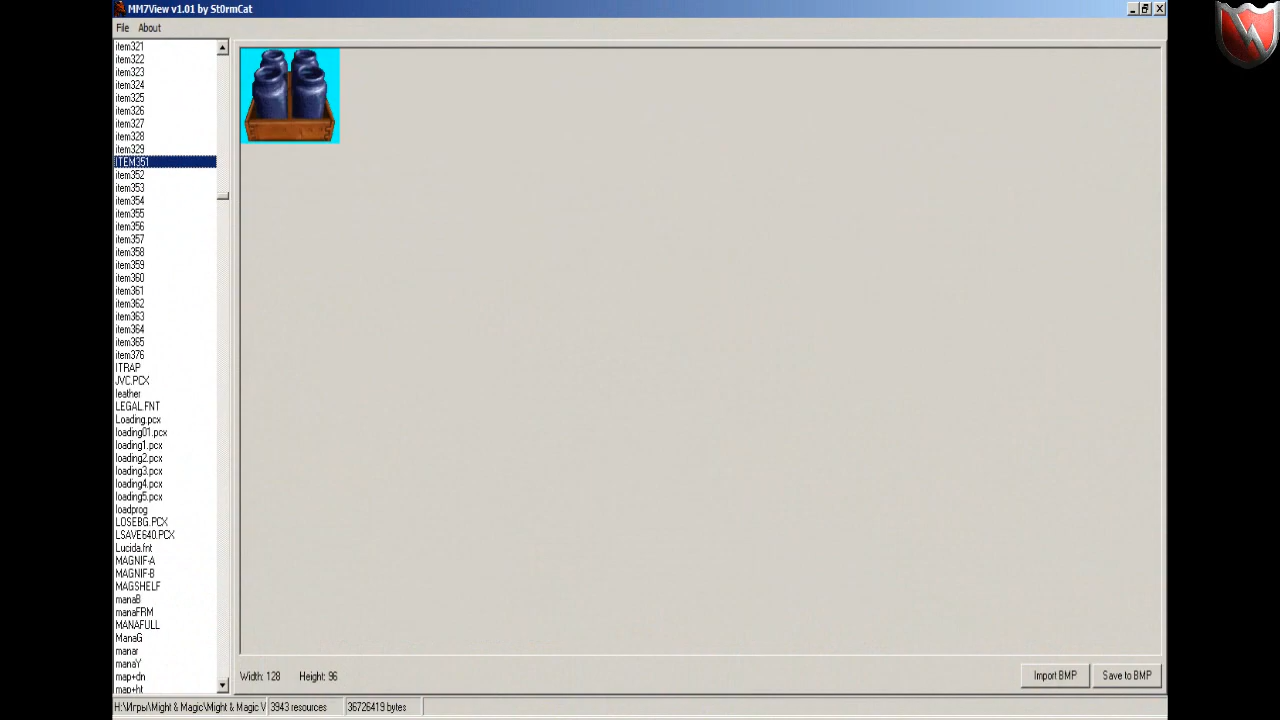 MM7View v1.01 by St0rmCat
File About
item321
item322
item323
item324
item325
item326
item327
item328
item329
ITEM351
item352
item353
item354
item355
item356
item357
item358
item359
item360
item361
item362
item363
item364
item365
item376
ITRAP
JVC.PCX
leather
LEGAL.FNT
Loading.pcx
loading01.pcx
loading1.pcx
loading2.pcx
loading3.pcx
loading4.pcx
loading5.pcx
loadprog
LOSEBG.PCX
LSAVE640.PCX
Lucida.fnt
MAGNIF-A
MAGNIF-B
MAGSHELF
manaB
manaFRM
MANAFULL
ManaG
manar
manaY
map+dn
map+ht
Width: 128 Height: 96
Import BMP Save to BMP
H:\Игры\Might & Magic\Might & Magic V 3943 resources 36726419 bytes